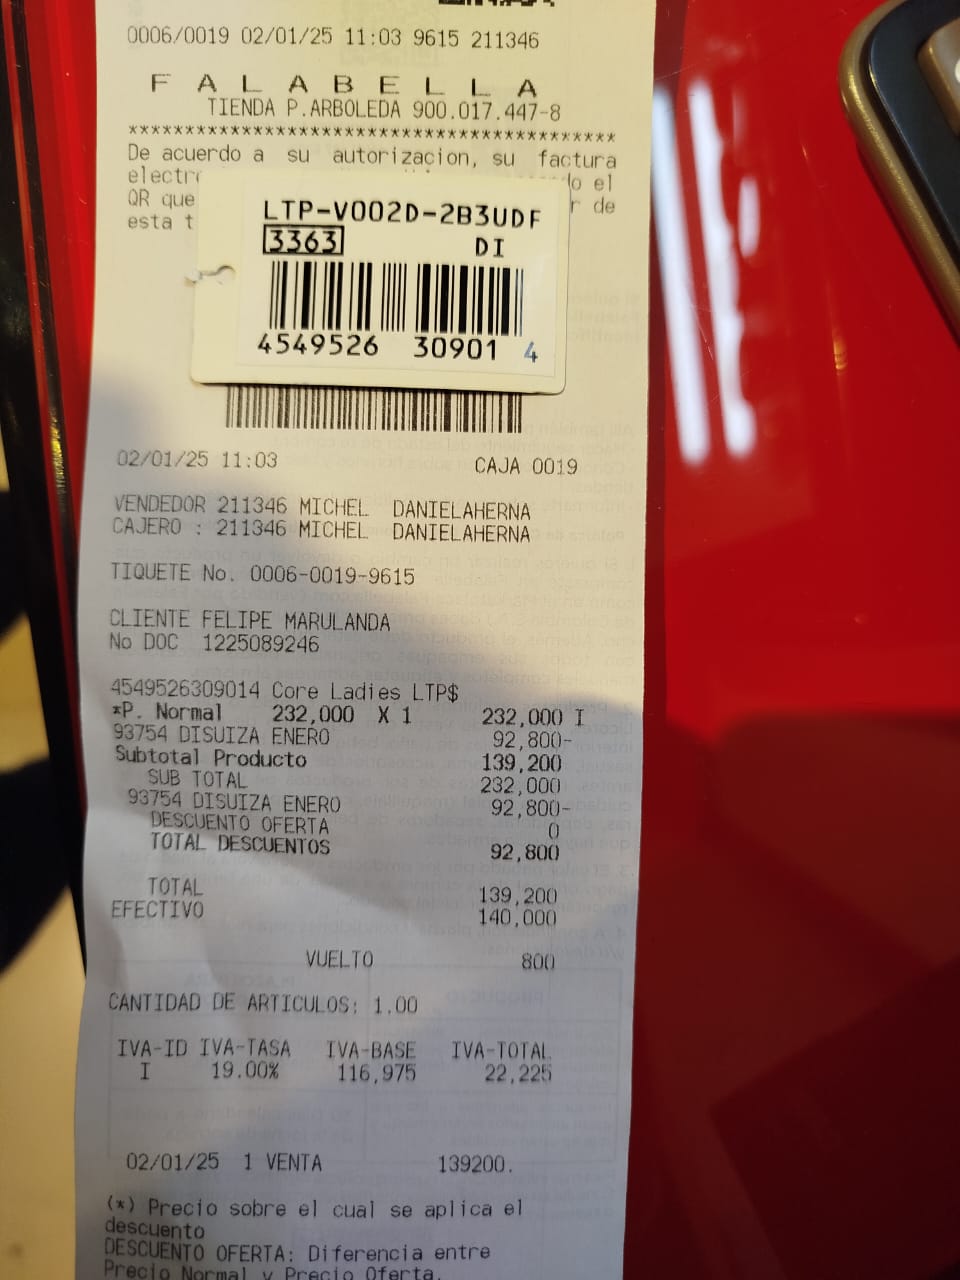 0006/0019 02/01/25 11:03 9615 211346
F A L A B E L L A
TIENDA P.ARBOLEDA 900.017.447-8
*******************************************
De acuerdo a su autorizacion, su factura
el
QR que de
esta
LTP-V002D-2B3UDF
3363 DI
4549526 30901 4
02/01/25 11:03 CAJA 0019
VENDEDOR 211346 MICHEL DANIELAHERNA
CAJERO : 211346 MICHEL DANIELAHERNA
TIQUETE No. 0006-0019-9615
CLIENTE FELIPE MARULANDA
No DOC 1225089246
4549526309014 Core Ladies LTP$
*P. Normal 232,000 X 1 232,000 I
93754 DISUIZA ENERO 92,800-
Subtotal Producto 139,200
SUB TOTAL 232,000
93754 DISUIZA ENERO 92,800-
DESCUENTO OFERTA 0
TOTAL DESCUENTOS 92,800
TOTAL 139,200
EFECTIVO 140,000
VUELTO 800
CANTIDAD DE ARTICULOS: 1.00
IVA-ID IVA-TASA IVA-BASE IVA-TOTAL
I 19.00% 116,975 22,225
02/01/25 1 VENTA 139200.
(*) Precio sobre el cual se aplica el
descuento
DESCUENTO OFERTA: Diferencia entre
Precio Normal y Precio Oferta.